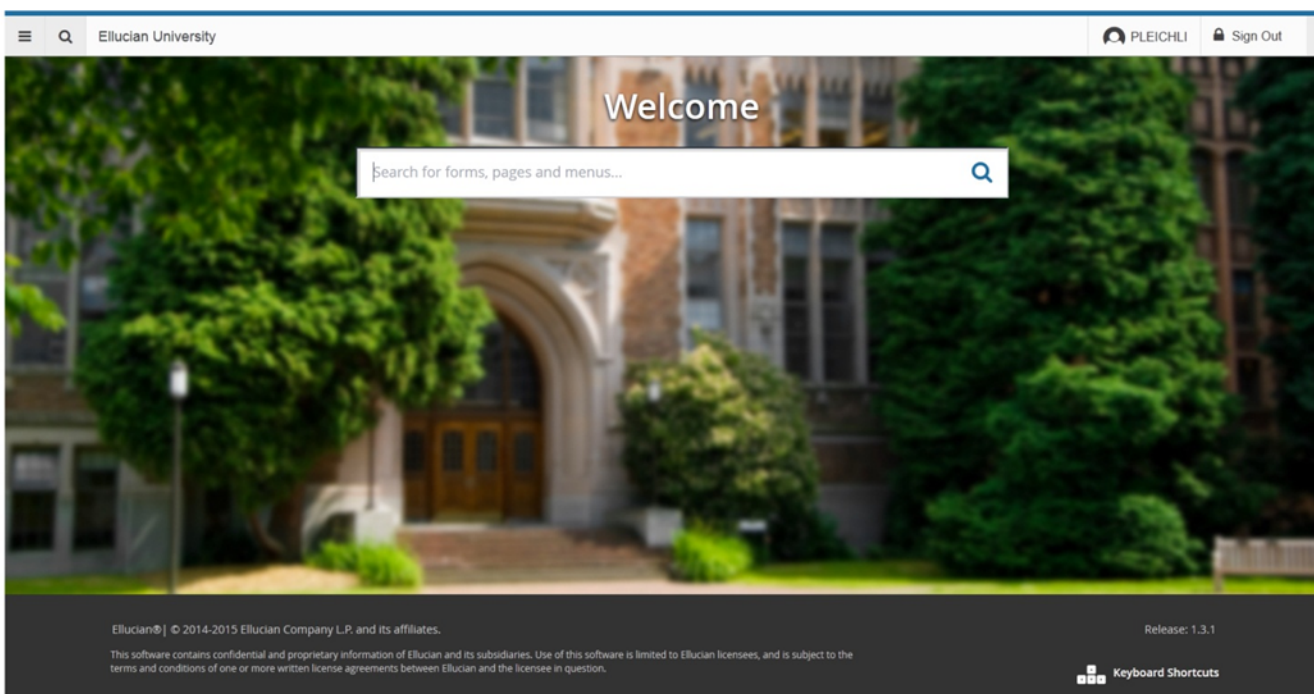 Ellucian University
PLEICHLI
Sign Out
Welcome
Search for forms, pages and menus...
Ellucian®| © 2014-2015 Ellucian Company L.P. and its affiliates.
Release: 1.3.1
This software contains confidential and proprietary information of Ellucian and its subsidiaries. Use of this software is limited to Ellucian licensees, and is subject to the
terms and conditions of one or more written license agreements between Ellucian and the licensee in question.
Keyboard Shortcuts